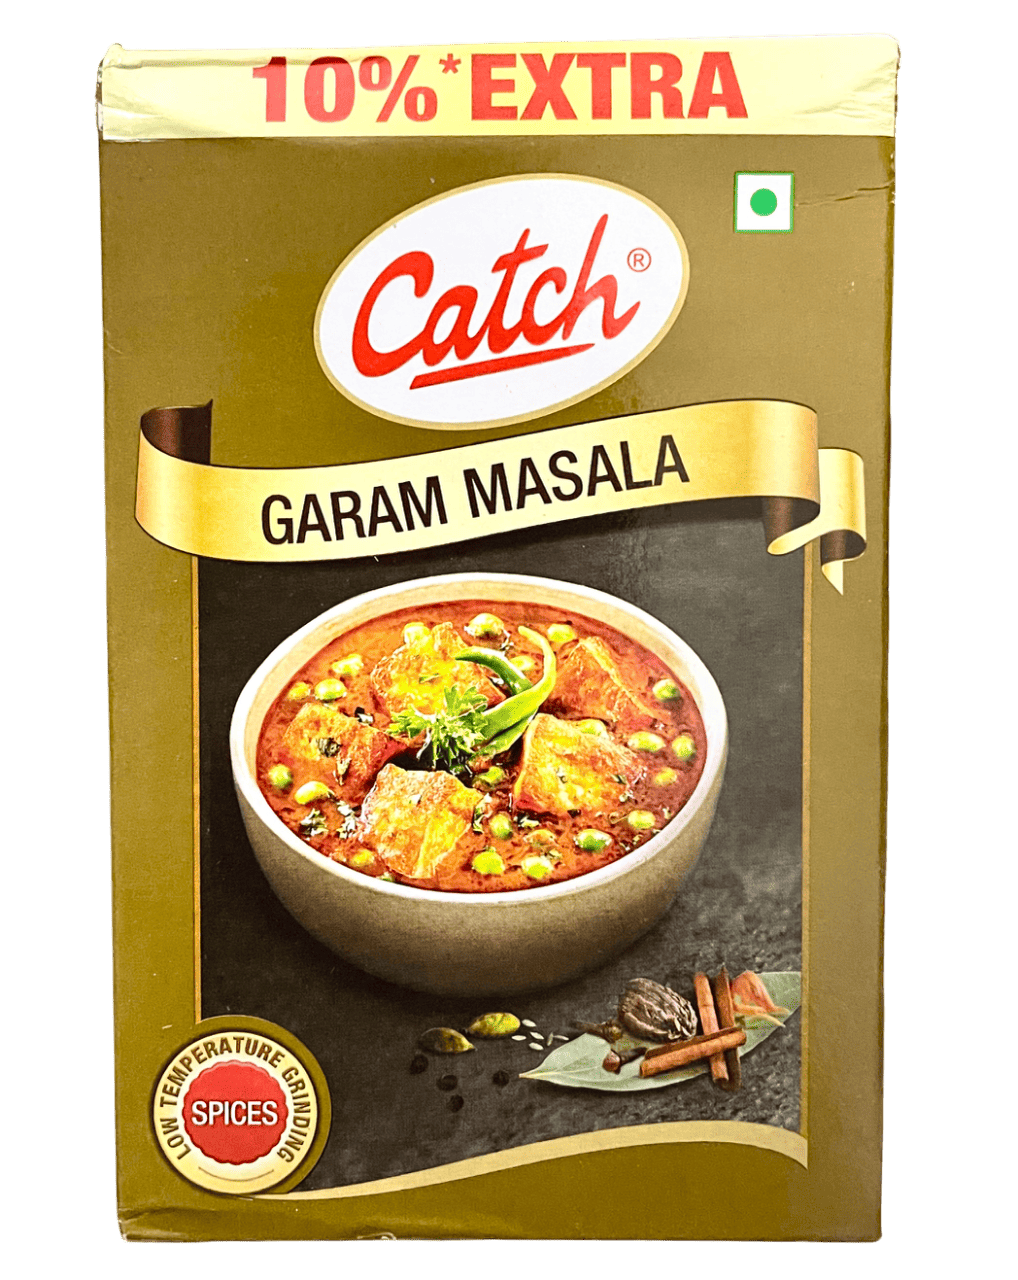 10%* EXTRA
Catch®
GARAM MASALA
LOW TEMPERATURE GRINDING
SPICES